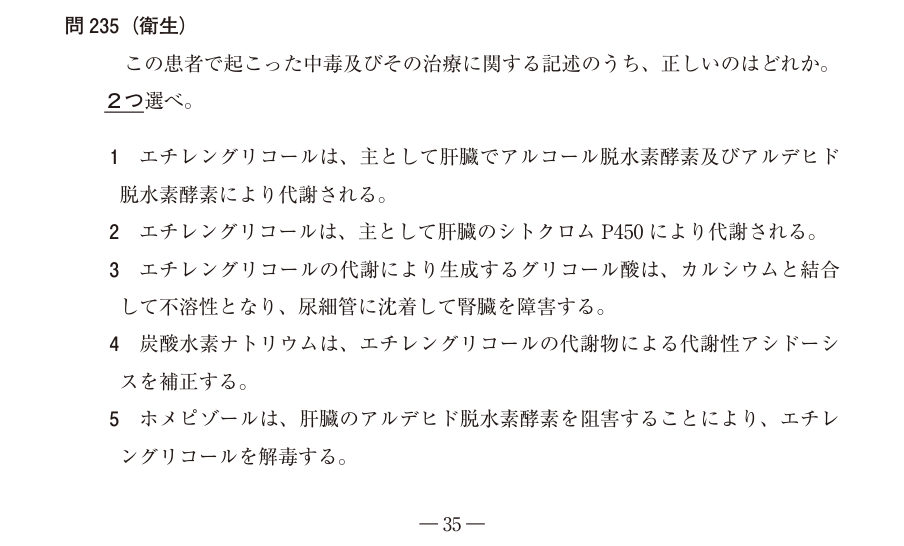 問 235（衛生）
この患者で起こった中毒及びその治療に関する記述のうち、正しいのはどれか。
２つ選べ。
1 エチレングリコールは、主として肝臓でアルコール脱水素酵素及びアルデヒド
脱水素酵素により代謝される。
2 エチレングリコールは、主として肝臓のシトクロム P450 により代謝される。
3 エチレングリコールの代謝により生成するグリコール酸は、カルシウムと結合
して不溶性となり、尿細管に沈着して腎臓を障害する。
4 炭酸水素ナトリウムは、エチレングリコールの代謝物による代謝性アシドーシ
スを補正する。
5 ホメピゾールは、肝臓のアルデヒド脱水素酵素を阻害することにより、エチレ
ングリコールを解毒する。
― 35 ―